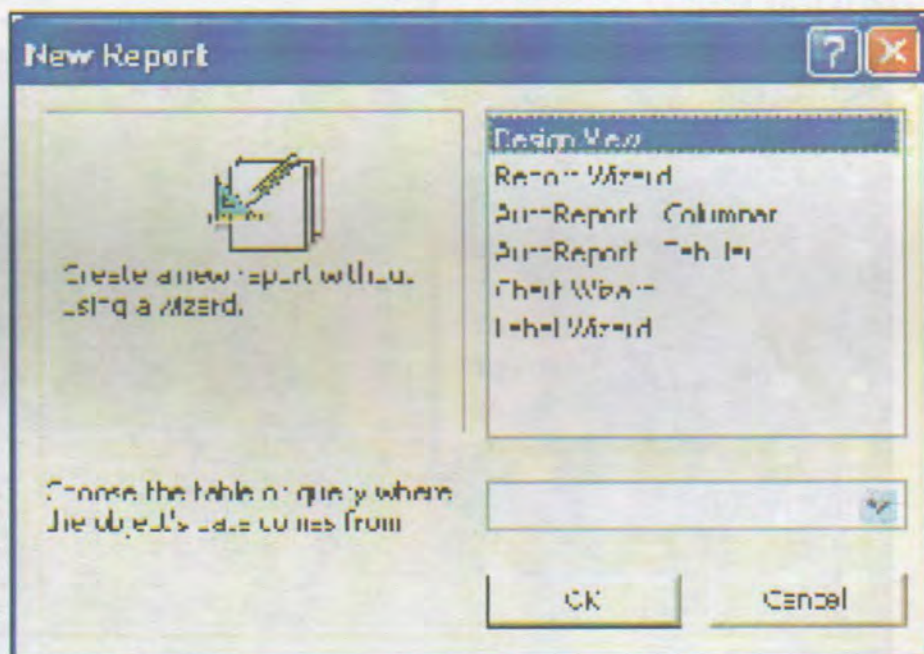 New Report
Design View
Report Wizard
AutoReport: Columnar
AutoReport: Tabular
Chart Wizard
Label Wizard
Create a new report without
using a wizard.
Choose the table or query where
the object's data comes from:
OK
Cancel